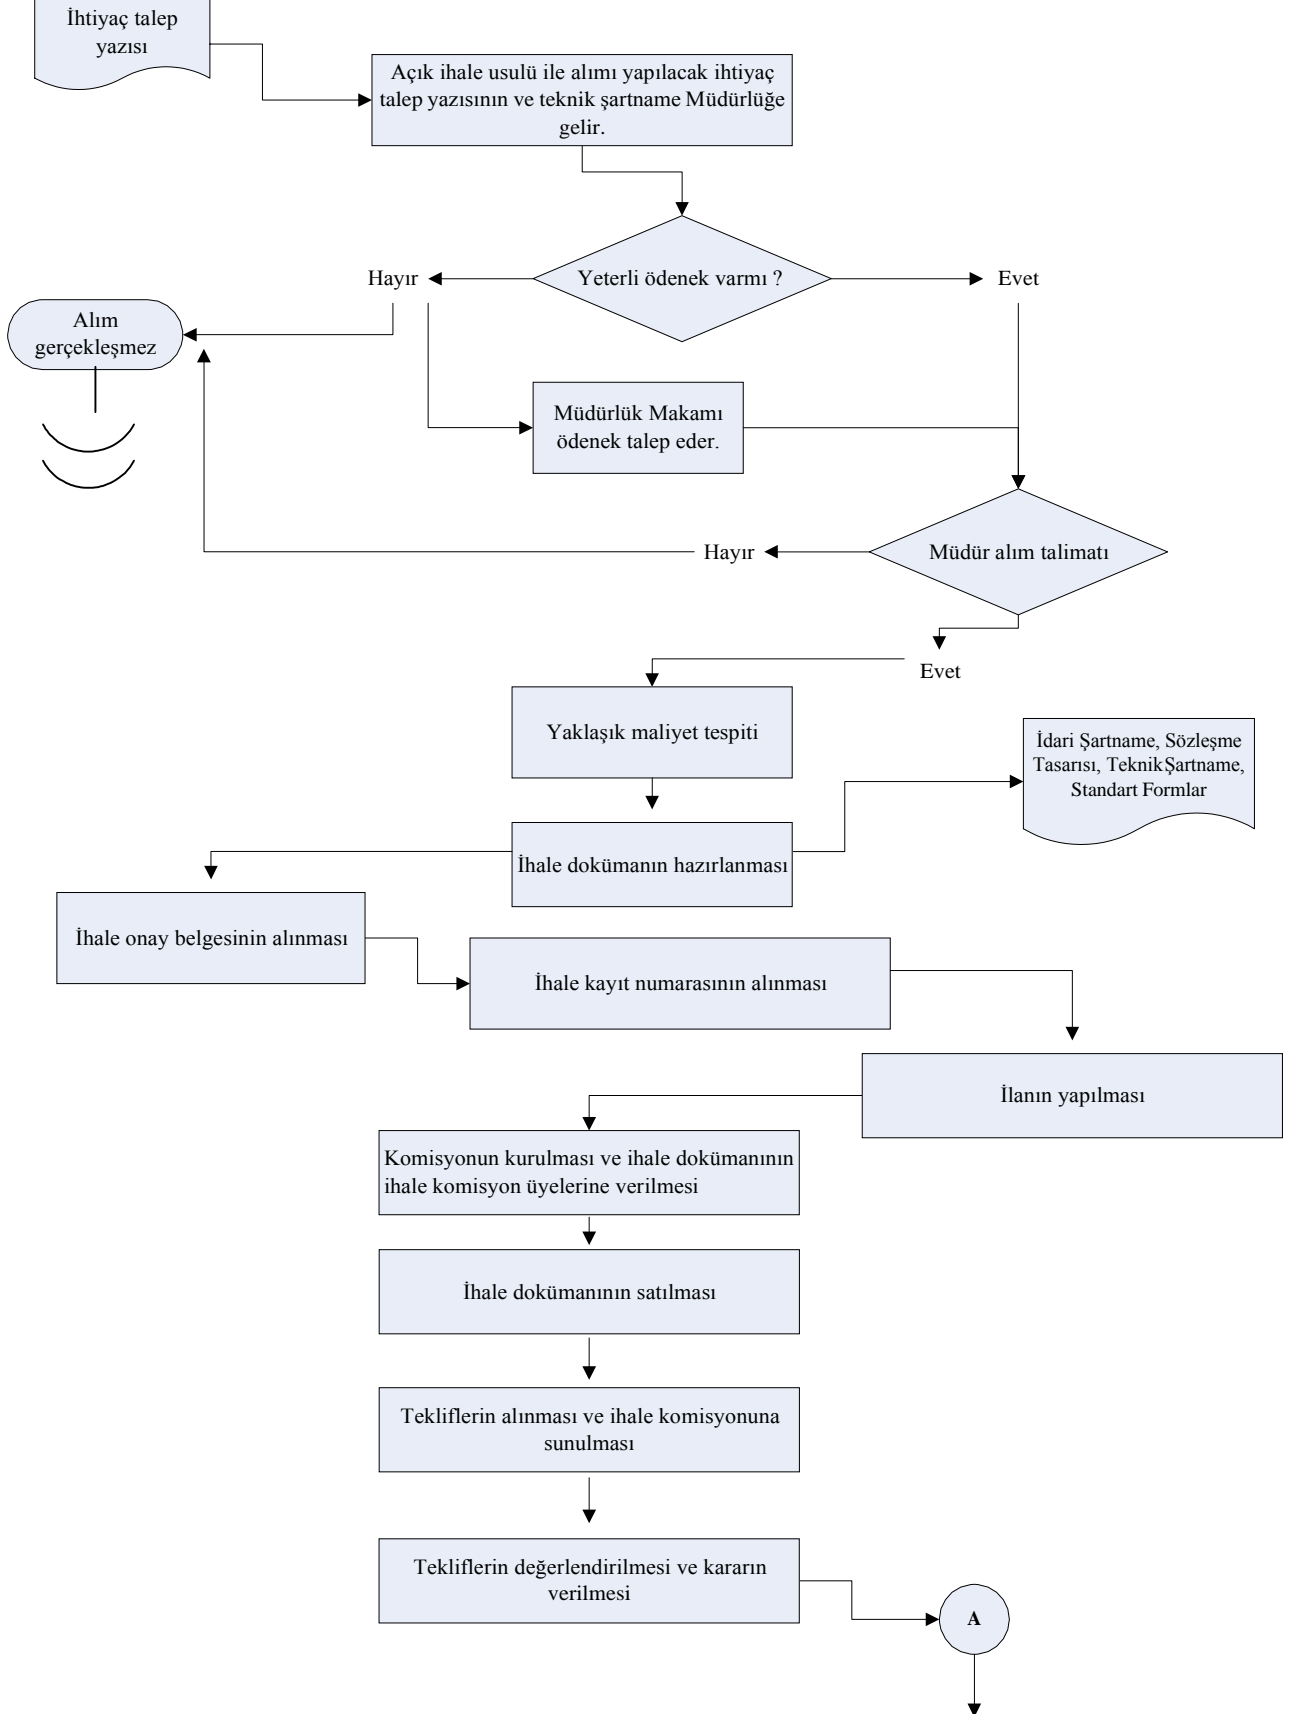 İhtiyaç talep
yazısı
Açık ihale usulü ile alımı yapılacak ihtiyaç
talep yazısının ve teknik şartname Müdürlüğe
gelir.
Hayır
Yeterli ödenek varmı ?
Evet
Alım
gerçekleşmez
Müdürlük Makamı
ödenek talep eder.
Hayır
Müdür alım talimatı
Evet
Yaklaşık maliyet tespiti
İdari Şartname, Sözleşme
Tasarısı, TeknikŞartname,
Standart Formlar
İhale dokümanın hazırlanması
İhale onay belgesinin alınması
İhale kayıt numarasının alınması
İlanın yapılması
Komisyonun kurulması ve ihale dokümanının
ihale komisyon üyelerine verilmesi
İhale dokümanının satılması
Tekliflerin alınması ve ihale komisyonuna
sunulması
Tekliflerin değerlendirilmesi ve kararın
verilmesi
A